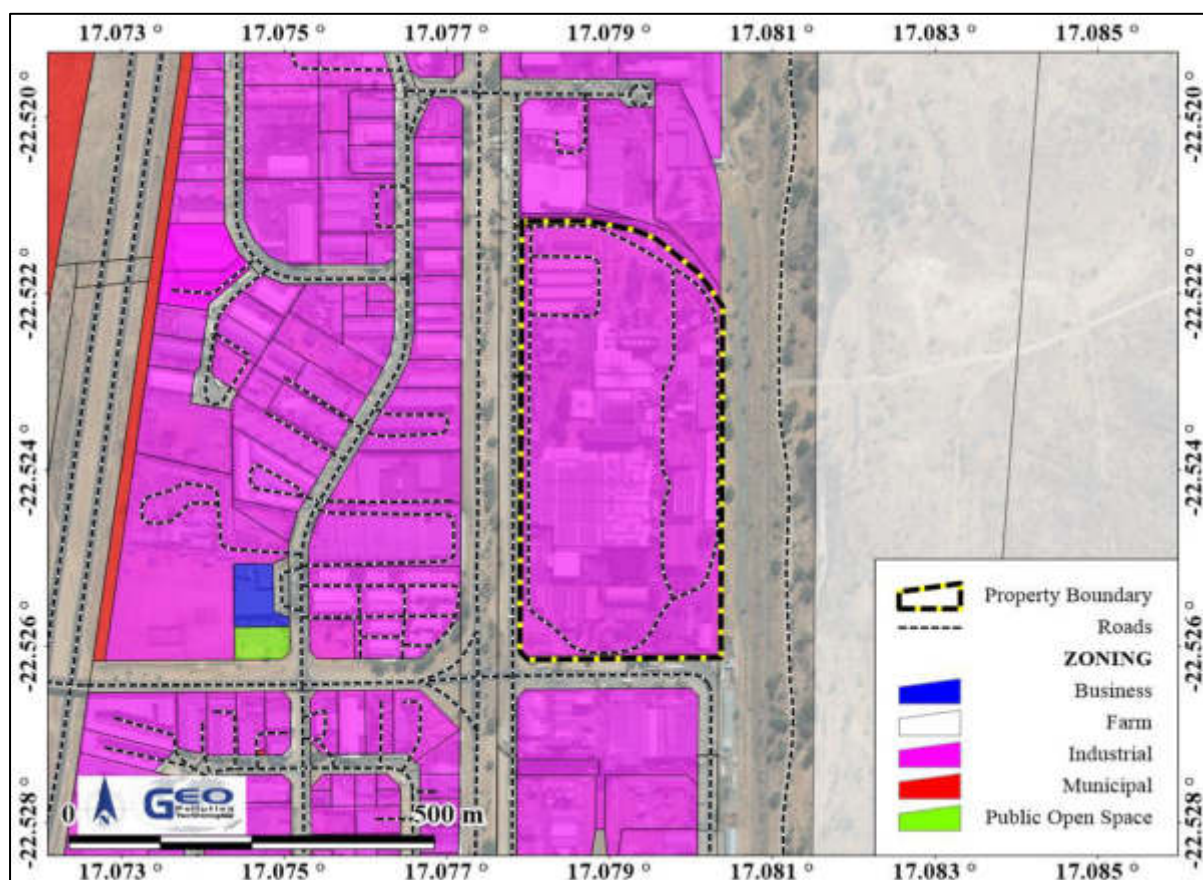 17.073 ° 17.075 ° 17.077 ° 17.079 ° 17.081 ° 17.083 ° 17.085 °
-22.520 ° -22.520 °
-22.522 ° -22.522 °
-22.524 ° -22.524 °
-22.526 ° -22.526 °
-22.528 ° -22.528 °
Property Boundary
Roads
ZONING
Business
Farm
Industrial
Municipal
Public Open Space
GEO
Pollution
Technologies
0 500 m
17.073 ° 17.075 ° 17.077 ° 17.079 ° 17.081 ° 17.083 ° 17.085 °